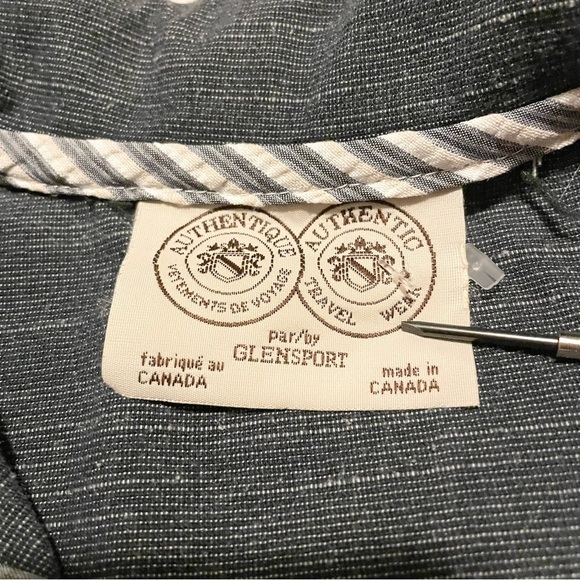 AUTHENTIQUE
VÊTEMENTS DE VOYAGE
AUTHENTIC
TRAVEL WEAR
par/by
GLENSPORT
fabriqué au
CANADA
made in
CANADA